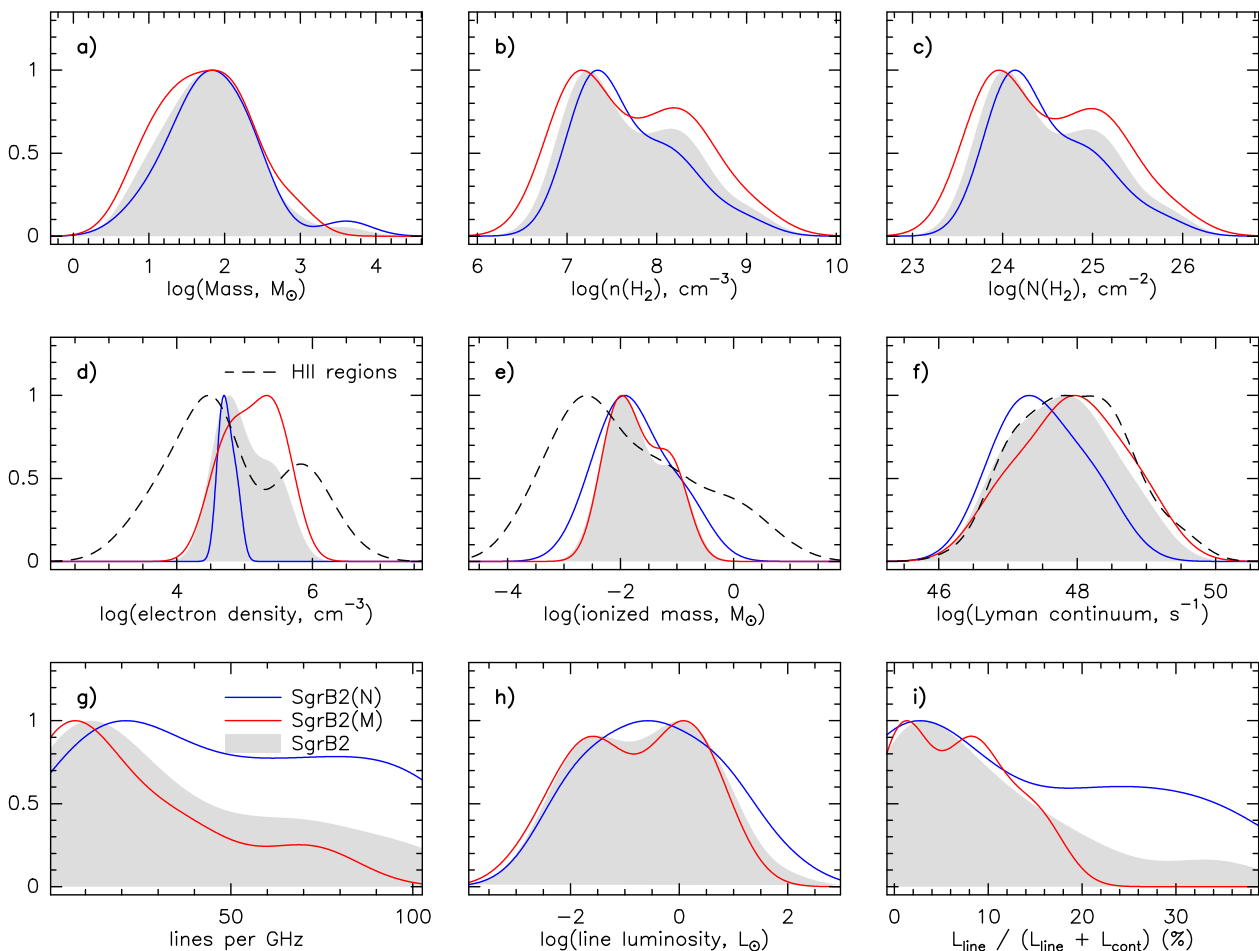 a)
b)
c)
0
0.5
1
0 1 2 3 4
log(Mass, M⊙)
6 7 8 9 10
log(n(H₂), cm⁻³)
23 24 25 26
log(N(H₂), cm⁻²)
d)
HII regions
e)
f)
0
0.5
1
4 6
log(electron density, cm⁻³)
−4 −2 0
log(ionized mass, M⊙)
46 48 50
log(Lyman continuum, s⁻¹)
g)
SgrB2(N)
SgrB2(M)
SgrB2
h)
i)
0
0.5
1
50 100
lines per GHz
−2 0 2
log(line luminosity, L⊙)
0 10 20 30
L_line / (L_line + L_cont) (%)